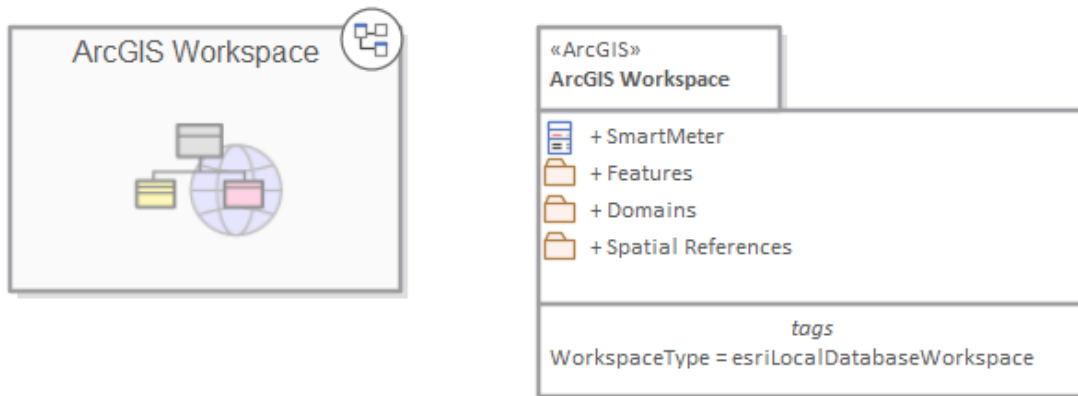 ArcGIS Workspace
«ArcGIS»
ArcGIS Workspace
+ SmartMeter
+ Features
+ Domains
+ Spatial References
tags
WorkspaceType = esriLocalDatabaseWorkspace